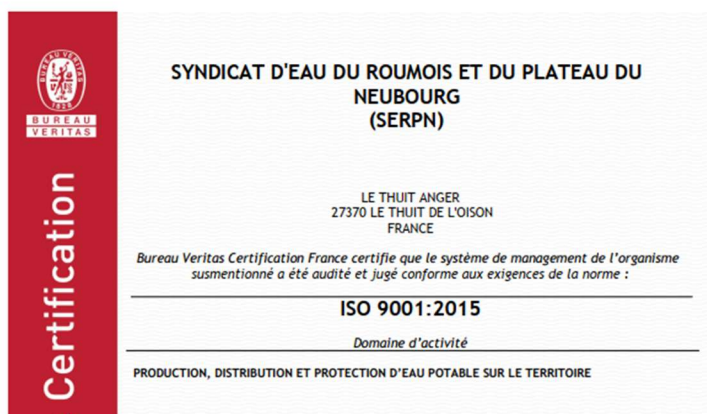 BUREAU VERITAS
1828
BUREAU
VERITAS
Certification
SYNDICAT D'EAU DU ROUMOIS ET DU PLATEAU DU
NEUBOURG
(SERPN)
LE THUIT ANGER
27370 LE THUIT DE L'OISON
FRANCE
Bureau Veritas Certification France certifie que le système de management de l'organisme
susmentionné a été audité et jugé conforme aux exigences de la norme :
ISO 9001:2015
Domaine d'activité
PRODUCTION, DISTRIBUTION ET PROTECTION D'EAU POTABLE SUR LE TERRITOIRE